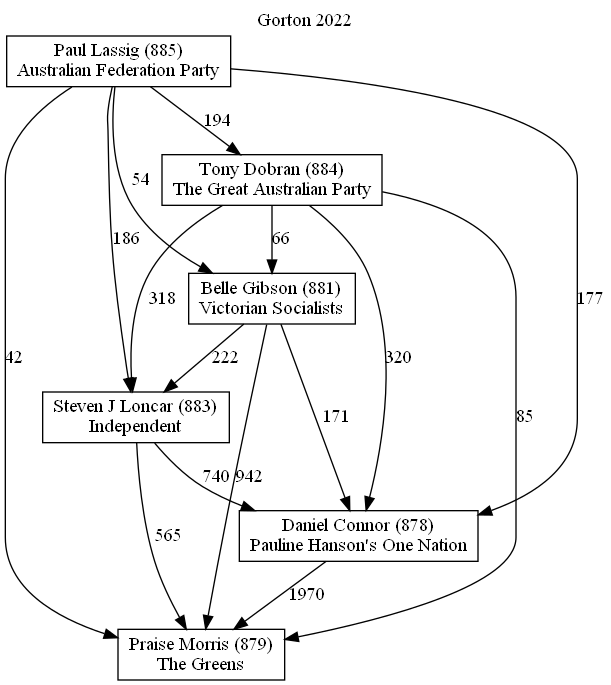 Gorton 2022
Paul Lassig (885)
Australian Federation Party
194
Tony Dobran (884)
The Great Australian Party
54
186
66
Belle Gibson (881)
Victorian Socialists
318
177
42
222
320
Steven J Loncar (883)
Independent
171
85
740
942
Daniel Connor (878)
Pauline Hanson's One Nation
565
1970
Praise Morris (879)
The Greens